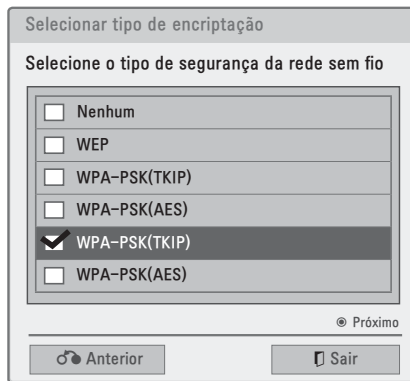 Selecionar tipo de encriptação
Selecione o tipo de segurança da rede sem fio
Nenhum
WEP
WPA-PSK(TKIP)
WPA-PSK(AES)
WPA-PSK(TKIP)
WPA-PSK(AES)
Próximo
Anterior
Sair